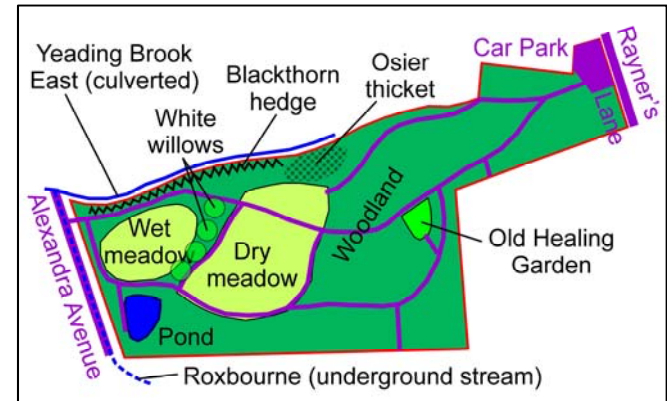 Yeading Brook
East (culverted)
Blackthorn
hedge
Osier
thicket
Car Park
Rayner's
Lane
White
willows
Alexandra Avenue
Wet
meadow
Dry
meadow
Woodland
Old Healing
Garden
Pond
Roxbourne (underground stream)